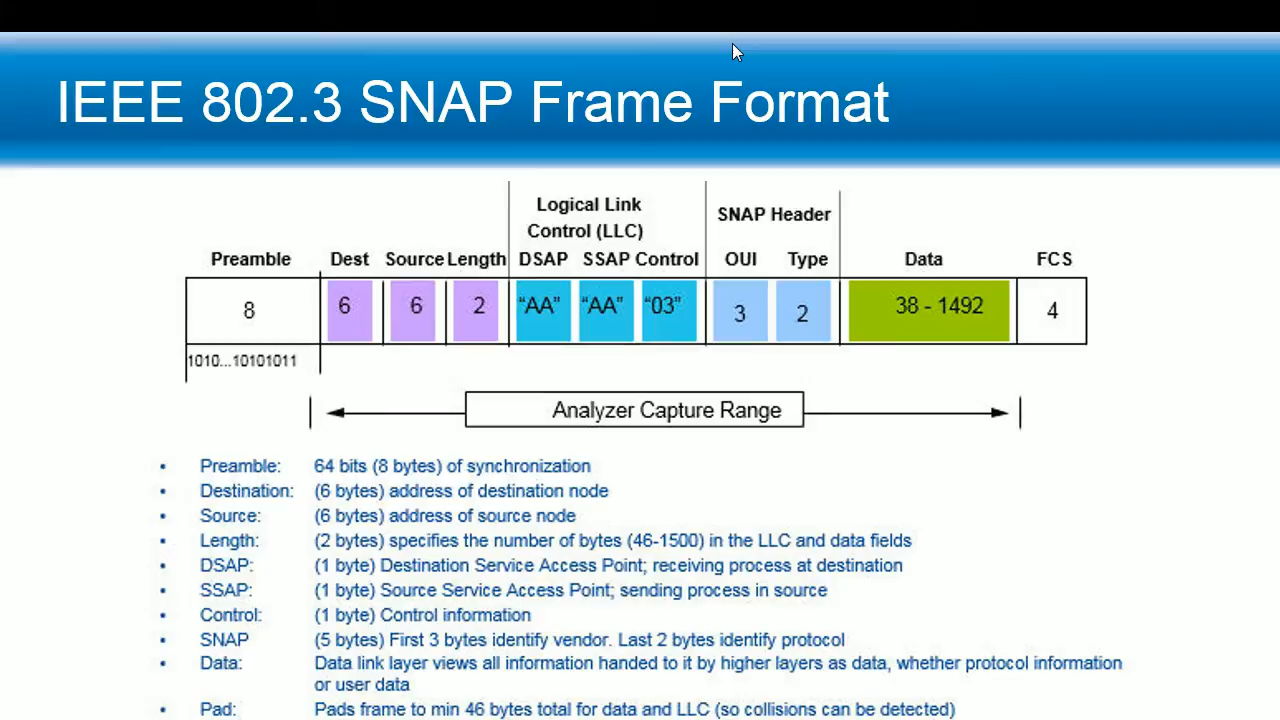 IEEE 802.3 SNAP Frame Format
Logical Link
Control (LLC)
SNAP Header
Preamble Dest Source Length DSAP SSAP Control OUI Type Data FCS
8 6 6 2 “AA” “AA” “03” 3 2 38 - 1492 4
1010...10101011
Analyzer Capture Range
• Preamble: 64 bits (8 bytes) of synchronization
• Destination: (6 bytes) address of destination node
• Source: (6 bytes) address of source node
• Length: (2 bytes) specifies the number of bytes (46-1500) in the LLC and data fields
• DSAP: (1 byte) Destination Service Access Point; receiving process at destination
• SSAP: (1 byte) Source Service Access Point; sending process in source
• Control: (1 byte) Control information
• SNAP (5 bytes) First 3 bytes identify vendor. Last 2 bytes identify protocol
• Data: Data link layer views all information handed to it by higher layers as data, whether protocol information
or user data
• Pad: Pads frame to min 46 bytes total for data and LLC (so collisions can be detected)